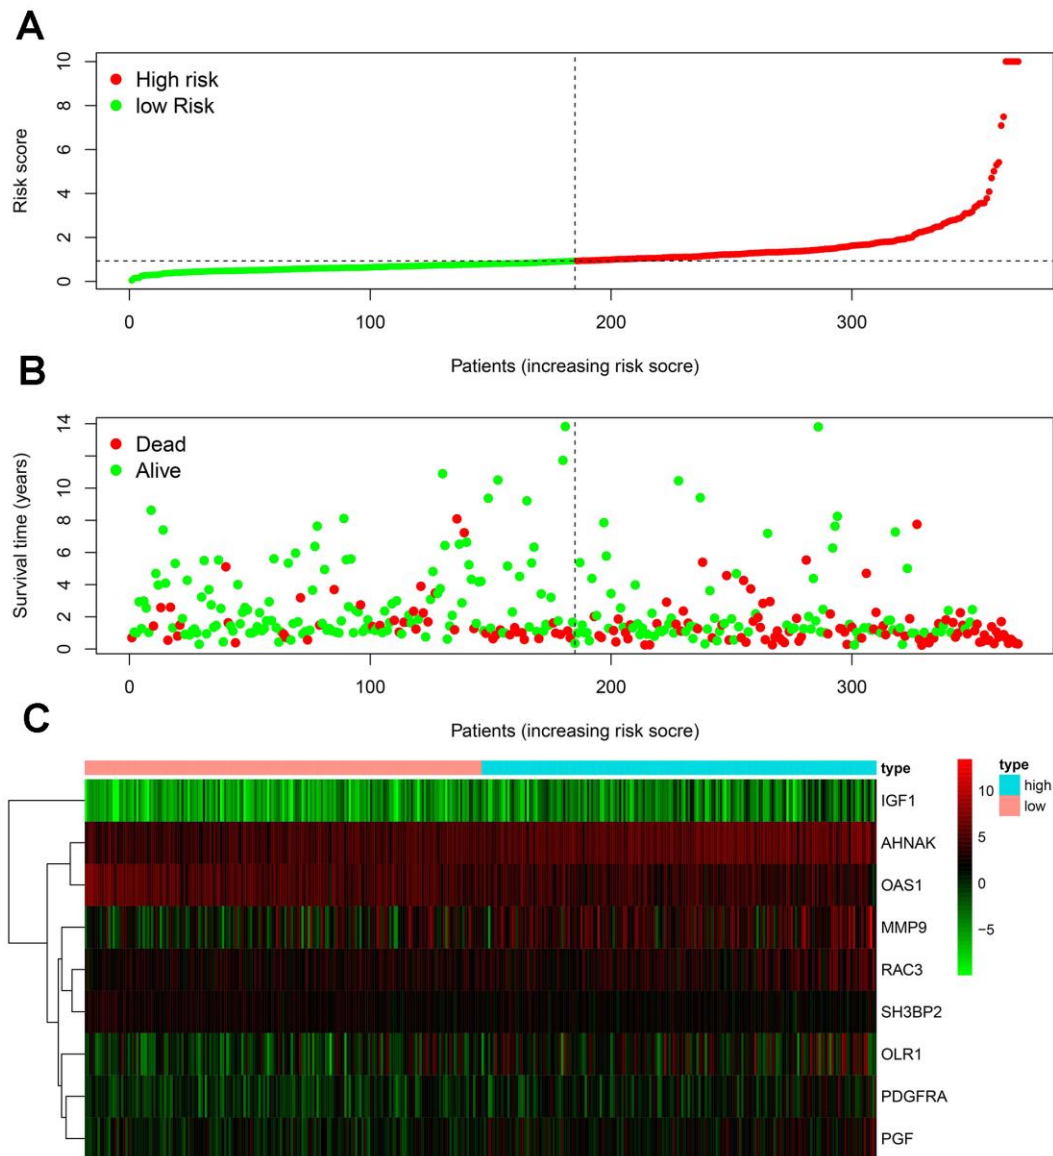 A
Risk score
0 2 4 6 8 10
High risk
low Risk
0 100 200 300
Patients (increasing risk socre)
B
Survival time (years)
0 2 4 6 8 10 14
Dead
Alive
0 100 200 300
Patients (increasing risk socre)
C
type
IGF1
AHNAK
OAS1
MMP9
RAC3
SH3BP2
OLR1
PDGFRA
PGF
10
5
0
−5
type
high
low